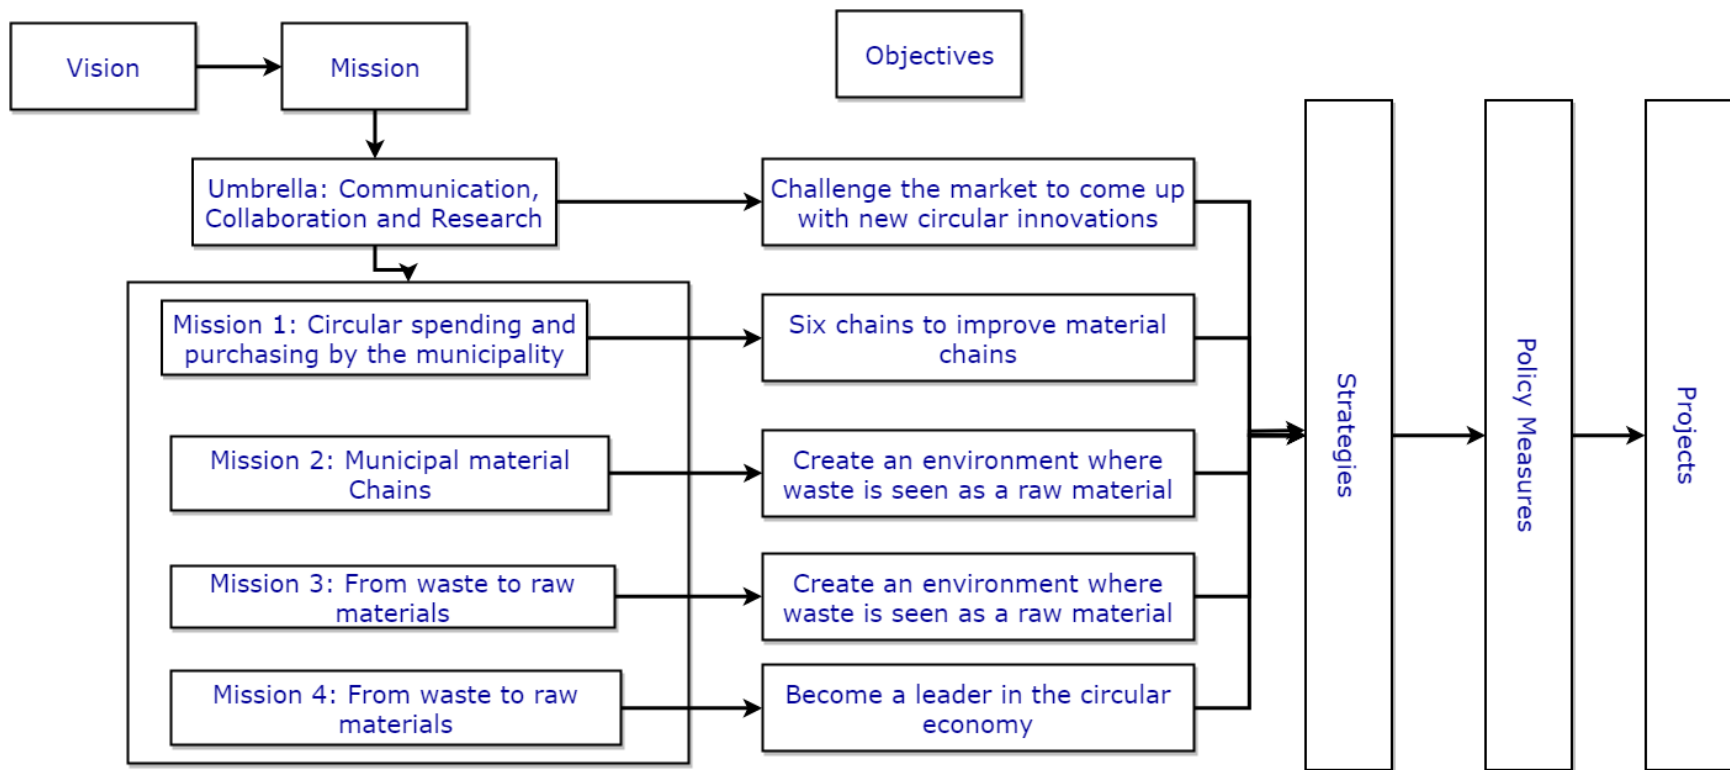 Vision
Mission
Objectives
Umbrella: Communication,
Collaboration and Research
Challenge the market to come up
with new circular innovations
Mission 1: Circular spending and
purchasing by the municipality
Six chains to improve material
chains
Mission 2: Municipal material
Chains
Create an environment where
waste is seen as a raw material
Mission 3: From waste to raw
materials
Create an environment where
waste is seen as a raw material
Mission 4: From waste to raw
materials
Become a leader in the circular
economy
Strategies
Policy Measures
Projects